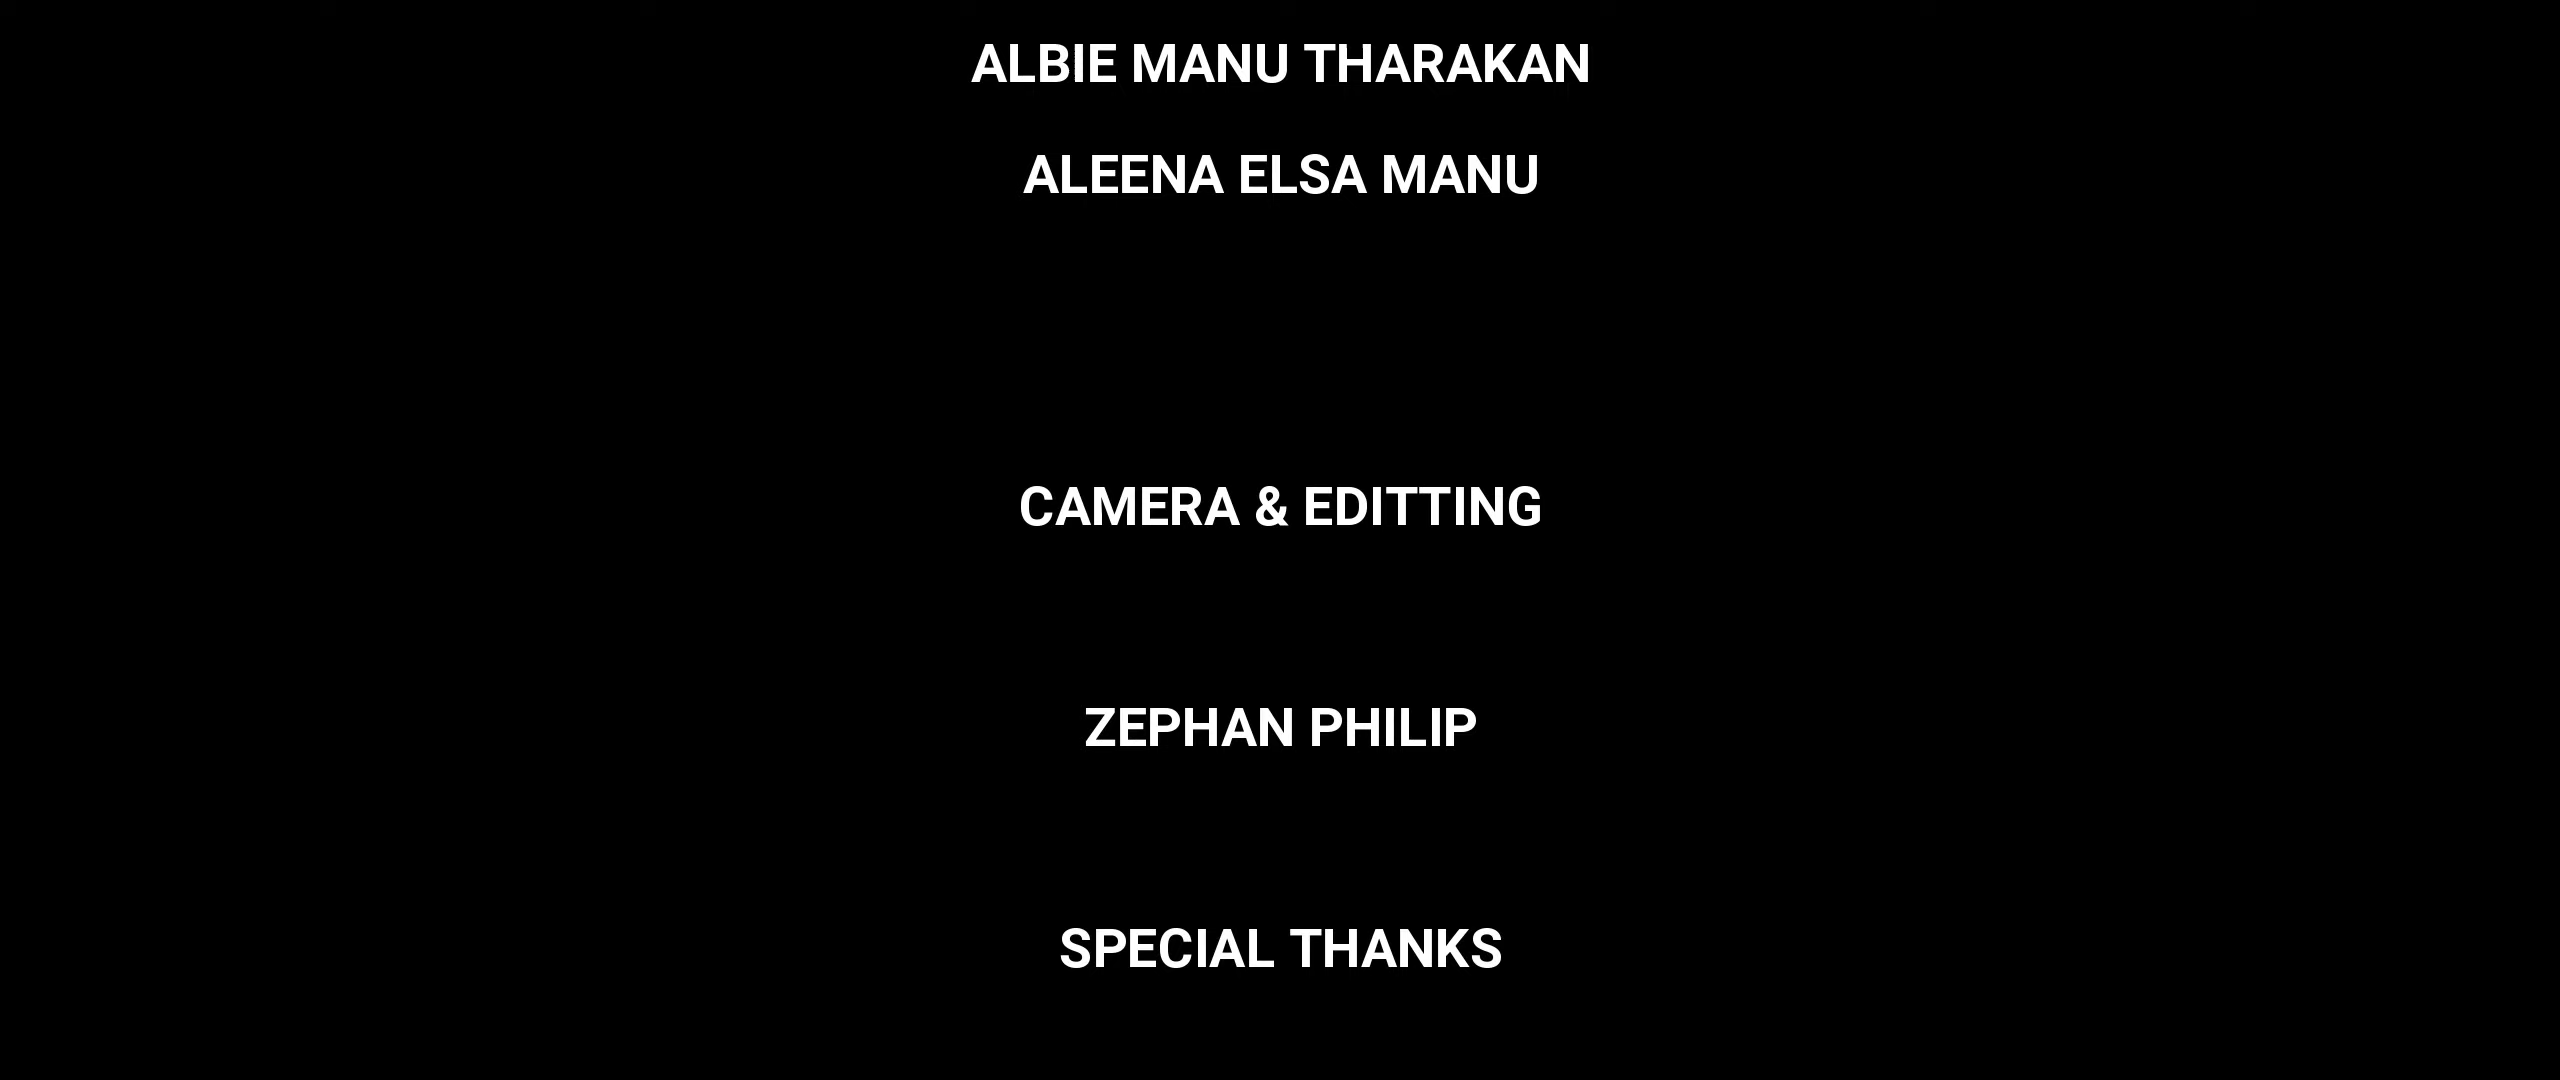 ALBIE MANU THARAKAN
ALEENA ELSA MANU
CAMERA & EDITTING
ZEPHAN PHILIP
SPECIAL THANKS